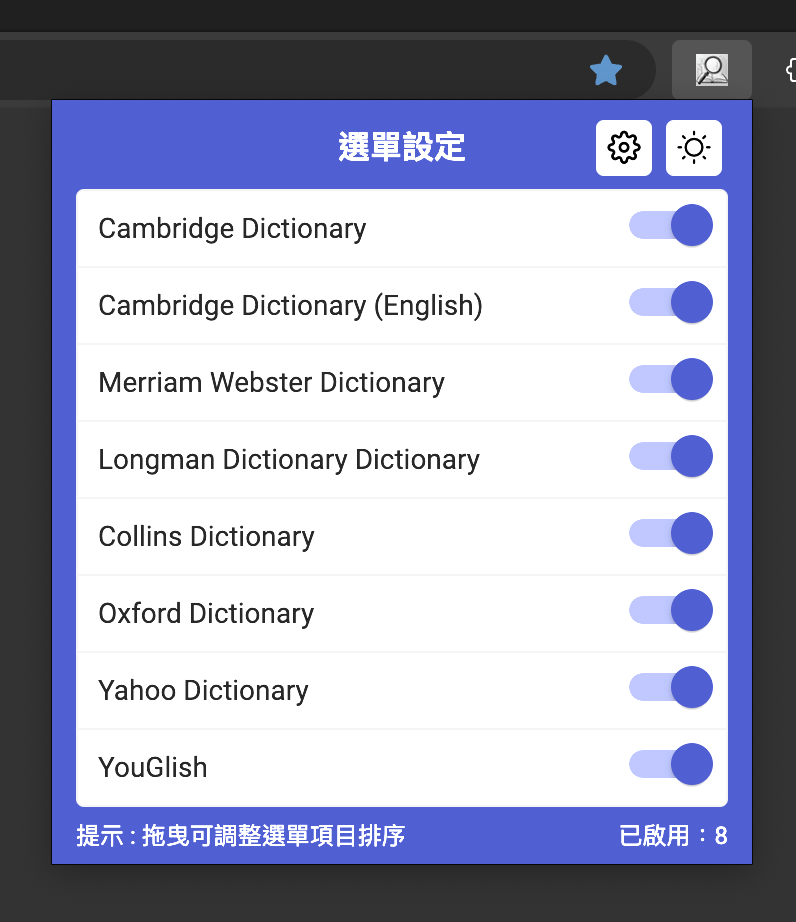 選單設定
Cambridge Dictionary
Cambridge Dictionary (English)
Merriam Webster Dictionary
Longman Dictionary Dictionary
Collins Dictionary
Oxford Dictionary
Yahoo Dictionary
YouGlish
提示 : 拖曳可調整選單項目排序
已啟用：8